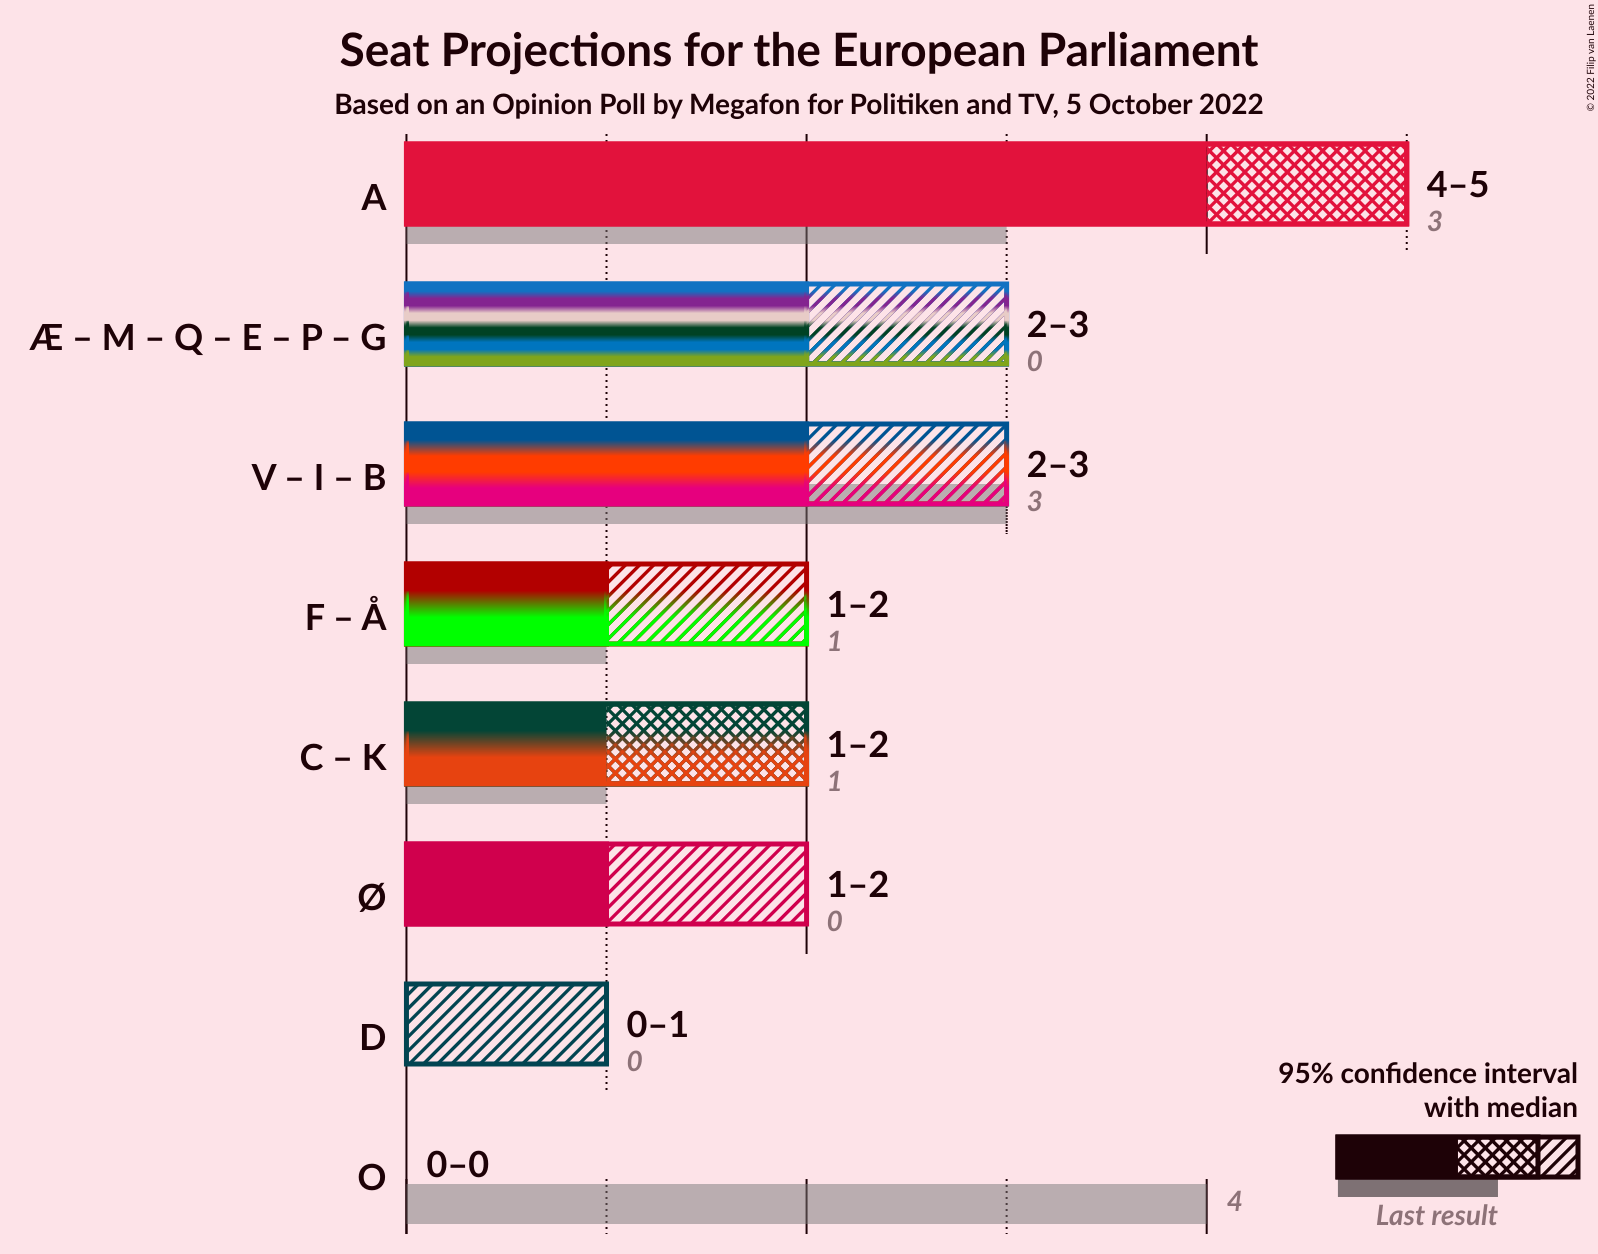 Seat Projections for the European Parliament
Based on an Opinion Poll by Megafon for Politiken and TV, 5 October 2022
© 2022 Filip van Laenen
A
4–5
3
Æ – M – Q – E – P – G
2–3
0
V – I – B
2–3
3
F – Å
1–2
1
C – K
1–2
1
Ø
1–2
0
D
0–1
0
O
0–0
4
95% confidence interval
with median
Last result